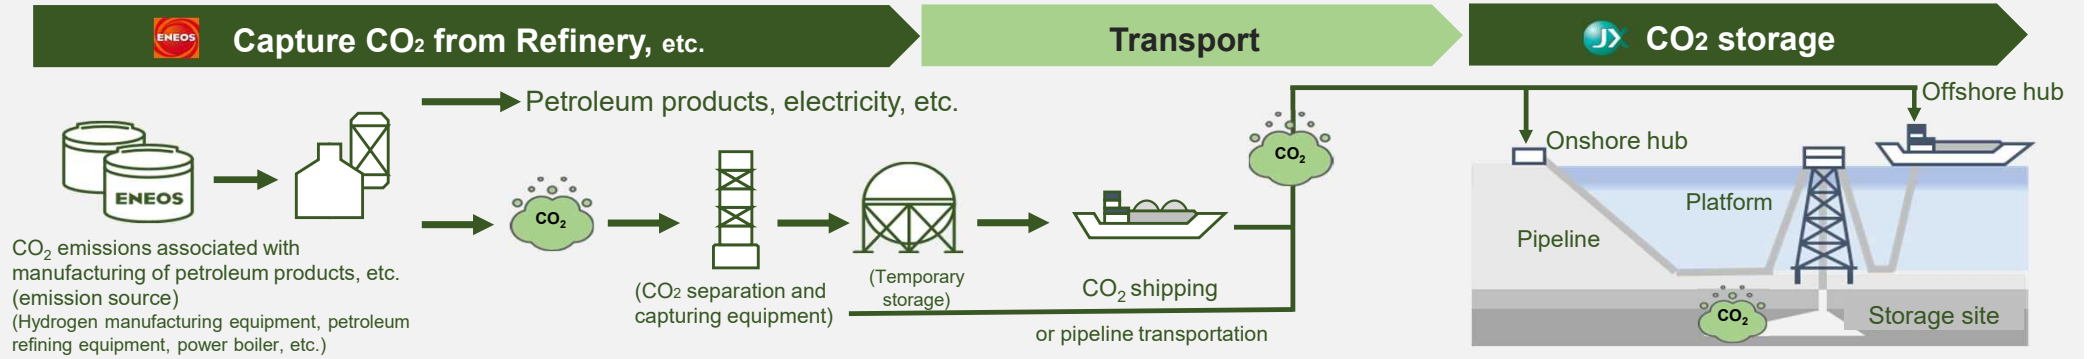 ENEOS
Capture CO2 from Refinery, etc.
Transport
JX
CO2 storage
Petroleum products, electricity, etc.
ENEOS
CO2 emissions associated with
manufacturing of petroleum products, etc.
(emission source)
(Hydrogen manufacturing equipment, petroleum
refining equipment, power boiler, etc.)
CO2
(CO2 separation and
capturing equipment)
(Temporary
storage)
CO2 shipping
or pipeline transportation
CO2
Offshore hub
Onshore hub
Platform
Pipeline
CO2
Storage site